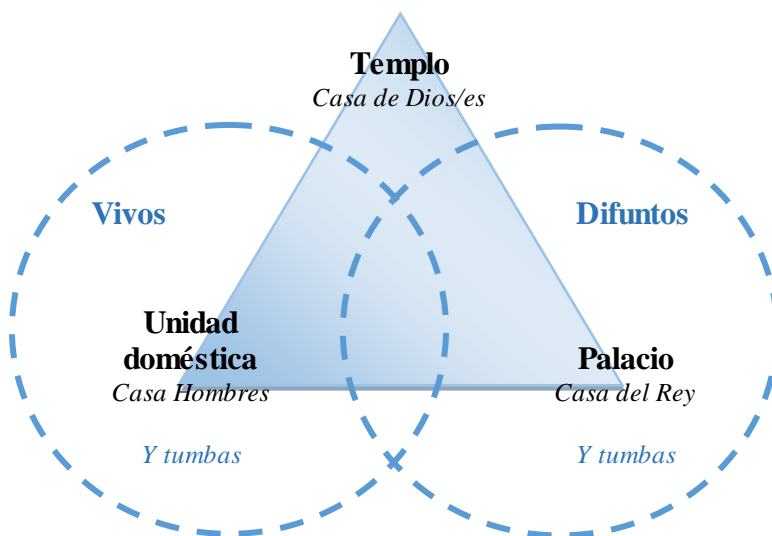 Templo
Casa de Dios/es
Vivos
Difuntos
Unidad
doméstica
Casa Hombres
Palacio
Casa del Rey
Y tumbas
Y tumbas